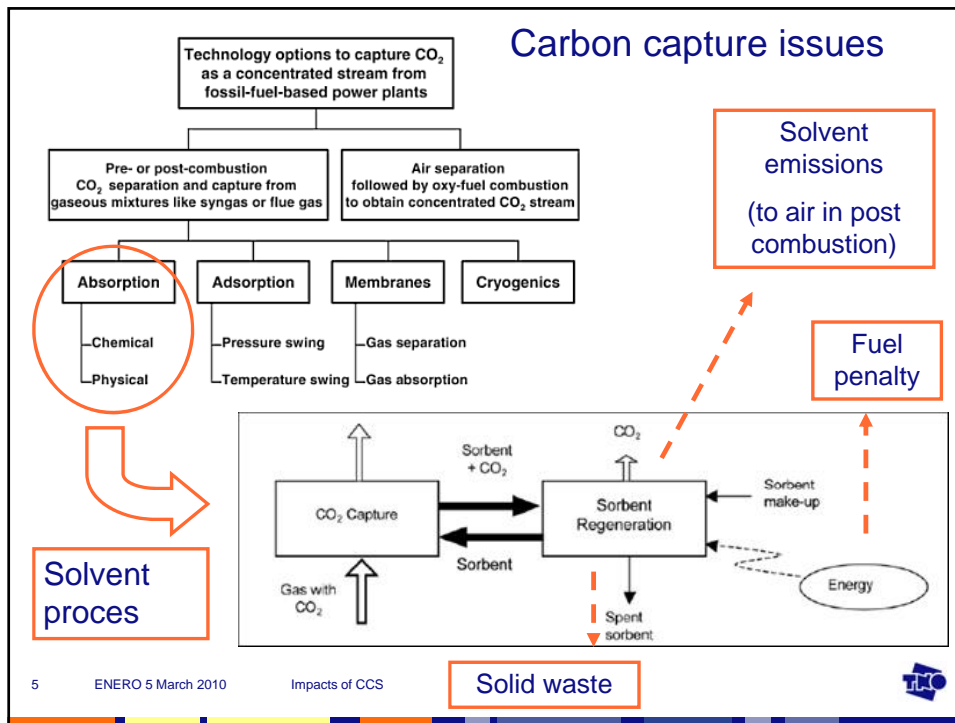 Carbon capture issues
Technology options to capture CO₂
as a concentrated stream from
fossil-fuel-based power plants
Pre- or post-combustion
CO₂ separation and capture from
gaseous mixtures like syngas or flue gas
Air separation
followed by oxy-fuel combustion
to obtain concentrated CO₂ stream
Absorption
Adsorption
Membranes
Cryogenics
Chemical
Physical
Pressure swing
Temperature swing
Gas separation
Gas absorption
Solvent
emissions
(to air in post
combustion)
Fuel
penalty
CO₂
Sorbent
+ CO₂
CO₂ Capture
Sorbent
Regeneration
Sorbent
make-up
Sorbent
Gas with
CO₂
Energy
Spent
sorbent
Solvent
proces
Solid waste
5 ENERO 5 March 2010 Impacts of CCS
TNO